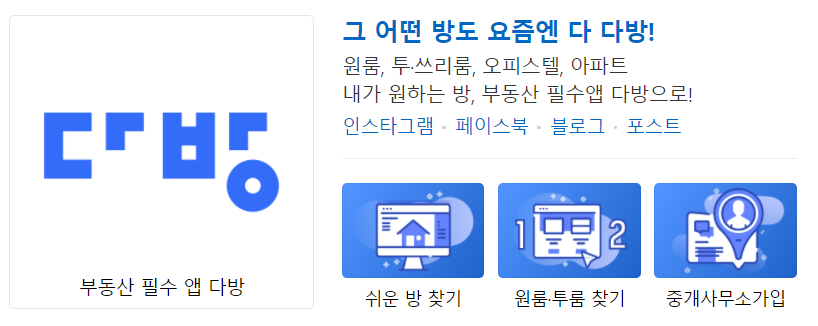 다방
부동산 필수 앱 다방
그 어떤 방도 요즘엔 다 다방!
원룸, 투·쓰리룸, 오피스텔, 아파트
내가 원하는 방, 부동산 필수앱 다방으로!
인스타그램 · 페이스북 · 블로그 · 포스트
1 2
쉬운 방 찾기
원룸·투룸 찾기
중개사무소가입